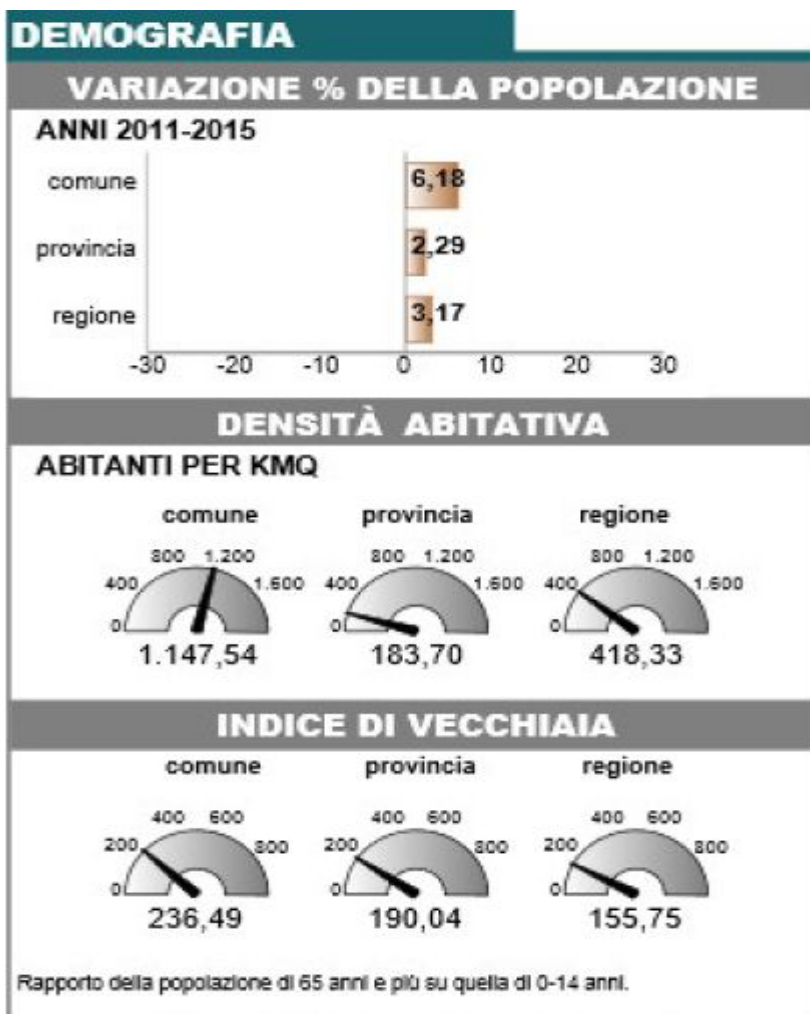 DEMOGRAFIA
VARIAZIONE % DELLA POPOLAZIONE
ANNI 2011-2015
comune 6,18
provincia 2,29
regione 3,17
-30 -20 -10 0 10 20 30
DENSITÀ ABITATIVA
ABITANTI PER KMQ
comune provincia regione
800 1.200 800 1.200 800 1.200
400 1.600 400 1.600 400 1.600
0 0 0
1.147,54 183,70 418,33
INDICE DI VECCHIAIA
comune provincia regione
400 600 400 600 400 600
200 800 200 800 200 800
0 0 0
236,49 190,04 155,75
Rapporto della popolazione di 65 anni e più su quella di 0-14 anni.